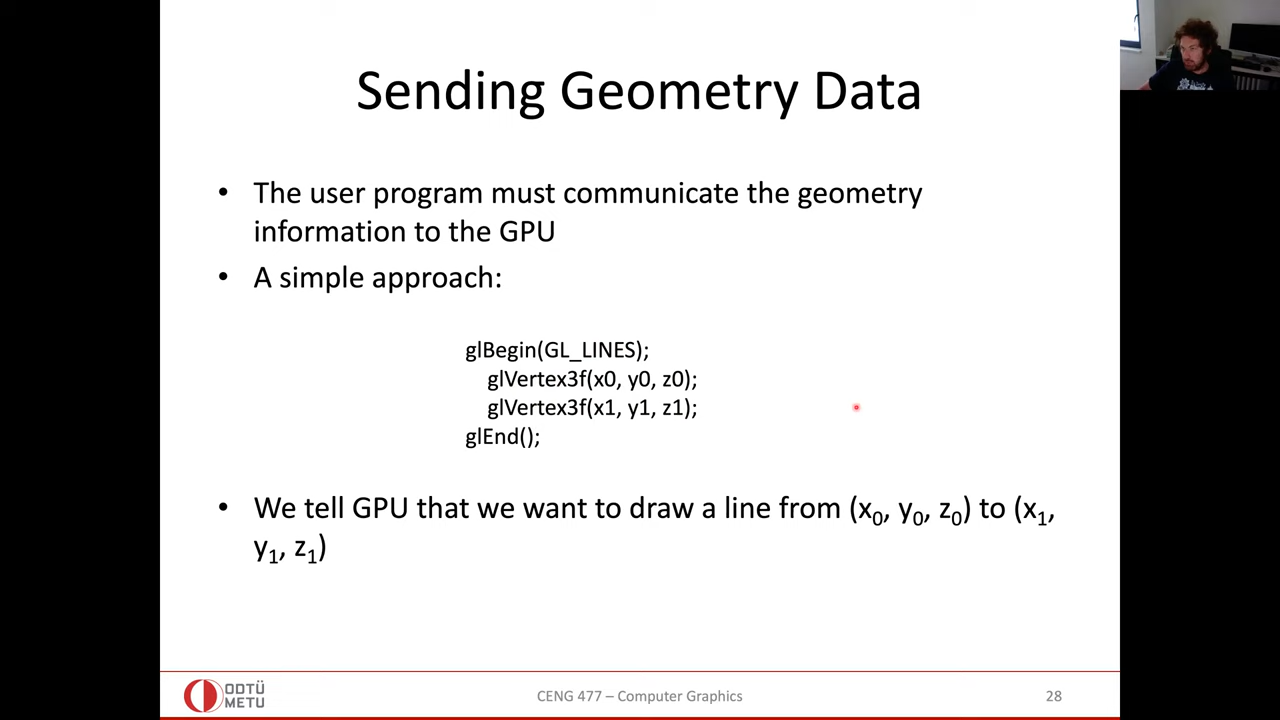 Sending Geometry Data
• The user program must communicate the geometry
information to the GPU
• A simple approach:
glBegin(GL_LINES);
glVertex3f(x0, y0, z0);
glVertex3f(x1, y1, z1);
glEnd();
• We tell GPU that we want to draw a line from (x₀, y₀, z₀) to (x₁,
y₁, z₁)
ODTÜ
METU
CENG 477 – Computer Graphics
28